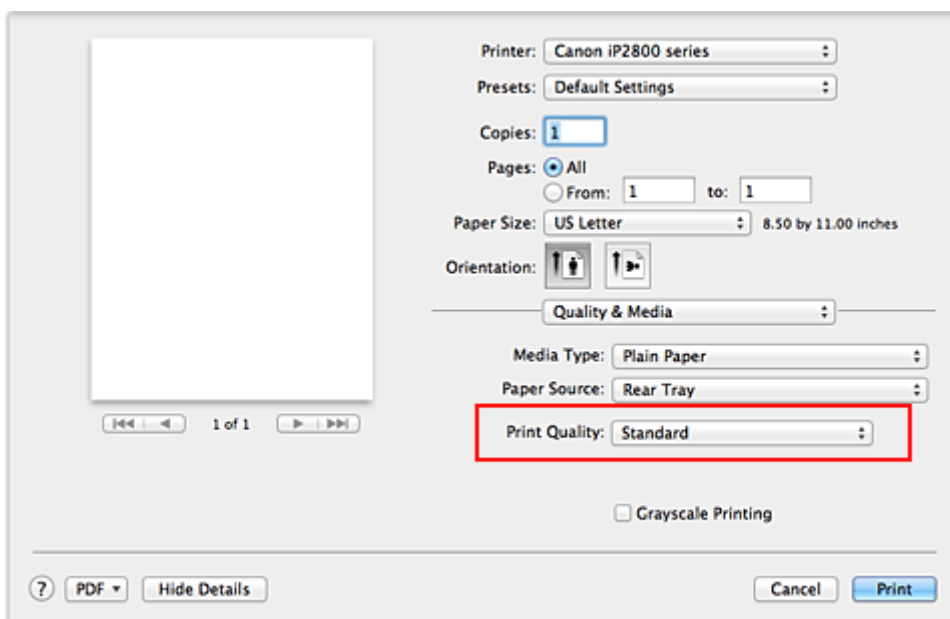 Printer: Canon iP2800 series
Presets: Default Settings
Copies: 1
Pages: All
From: 1 to: 1
Paper Size: US Letter 8.50 by 11.00 inches
Orientation:
Quality & Media
Media Type: Plain Paper
Paper Source: Rear Tray
1 of 1
Print Quality: Standard
Grayscale Printing
? PDF Hide Details Cancel Print